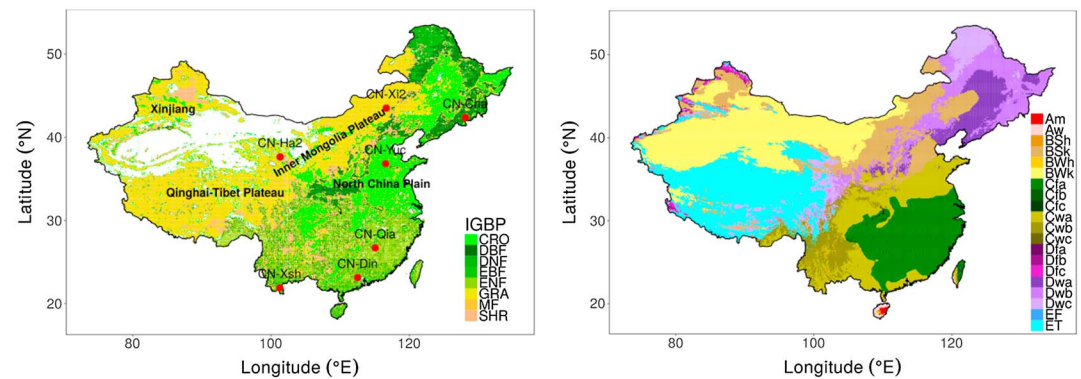 50
40
30
20
Latitude (°N)
80
100
120
Longitude (°E)
Xinjiang
CN-Xi2
CN-Cha
CN-Ha2
Inner Mongolia Plateau
CN-Yuc
Qinghai-Tibet Plateau
North China Plain
CN-Qia
CN-Din
CN-Xsh
IGBP
CRO
DBF
DNF
EBF
ENF
GRA
MF
SHR
50
40
30
20
Latitude (°N)
80
100
120
Longitude (°E)
Am
Aw
BSh
BSk
BWh
BWk
Cfa
Cfb
Cfc
Cwa
Cwb
Cwc
Dfa
Dfb
Dfc
Dwa
Dwb
Dwc
EF
ET